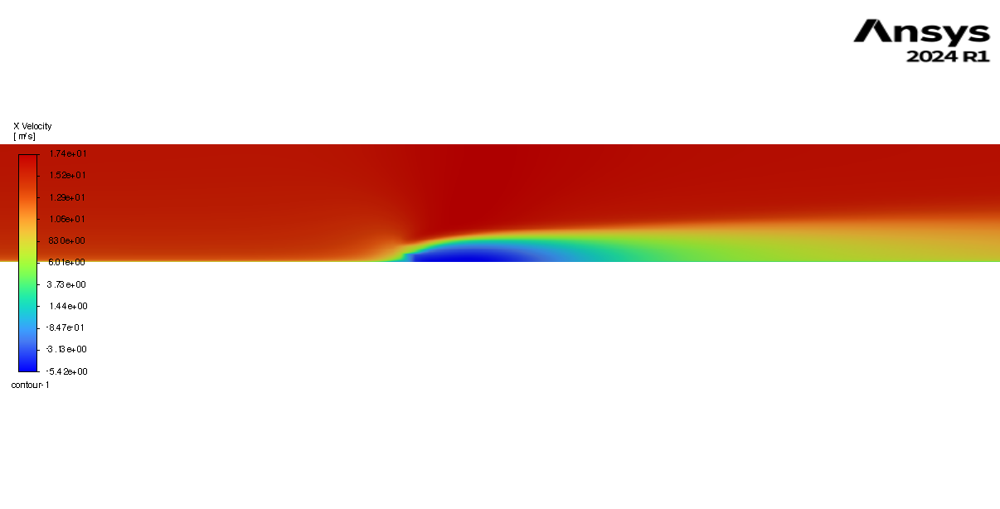 Ansys
2024 R1
X Velocity
[ m/s]
1.74e+01
1.52e+01
1.29e+01
1.06e+01
8.30e+00
6.01e+00
3.73e+00
1.44e+00
-8.47e-01
-3.13e+00
-5.42e+00
contour-1